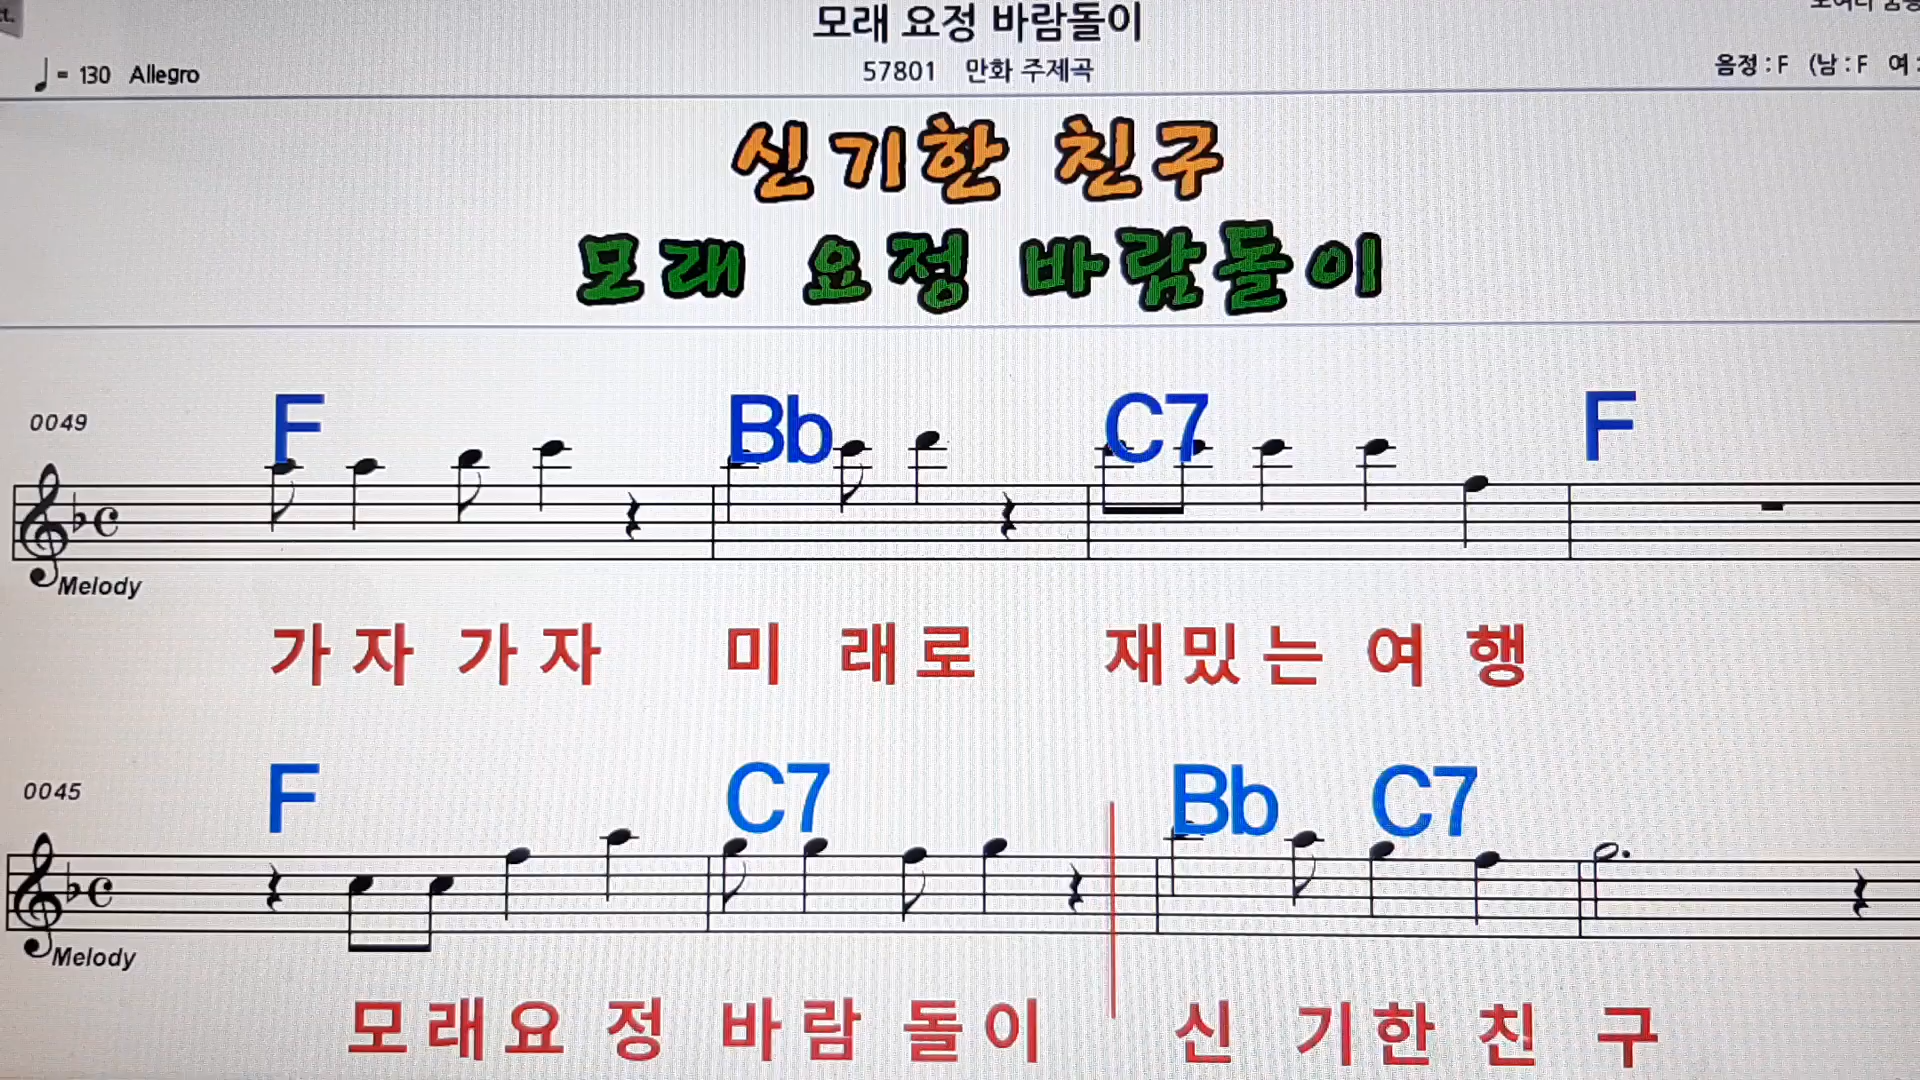 모래 요정 바람돌이
= 130 Allegro
57801 만화 주제곡
음정 : F (남 : F 여 :
신기한 친구
모래 요정 바람돌이
0049
F Bb C7 F
Melody
가자 가자 미래로 재밌는 여행
0045
F C7 Bb C7
Melody
모래요정 바람돌이 신기한 친구